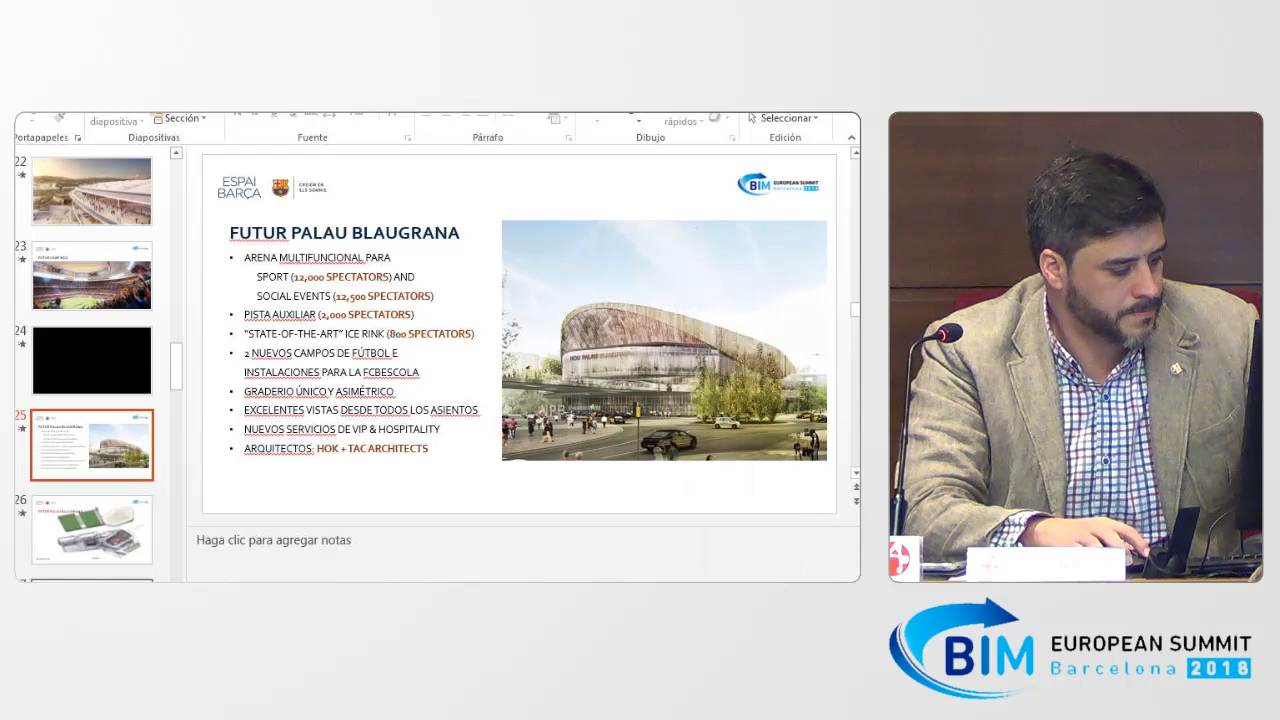 diapositiva
Sección
rápidos
Seleccionar
Portapapeles
Diapositivas
Fuente
Párrafo
Dibujo
Edición
22
23
24
25
26
ESPAI
BARÇA
CREIEM EN
ELS SOMNIS
BIM EUROPEAN SUMMIT
Barcelona 2018
FUTUR PALAU BLAUGRANA
• ARENA MULTIFUNCIONAL PARA
SPORT (12,000 SPECTATORS) AND
SOCIAL EVENTS (12,500 SPECTATORS)
• PISTA AUXILIAR (2,000 SPECTATORS)
• “STATE-OF-THE-ART” ICE RINK (800 SPECTATORS)
• 2 NUEVOS CAMPOS DE FÚTBOL E
INSTALACIONES PARA LA FCBESCOLA
• GRADERIO ÚNICO Y ASIMÉTRICO
• EXCELENTES VISTAS DESDE TODOS LOS ASIENTOS
• NUEVOS SERVICIOS DE VIP & HOSPITALITY
• ARQUITECTOS: HOK + TAC ARCHITECTS
NOU PALAU BLAUGRANA
Haga clic para agregar notas
BIM EUROPEAN SUMMIT
Barcelona 2018